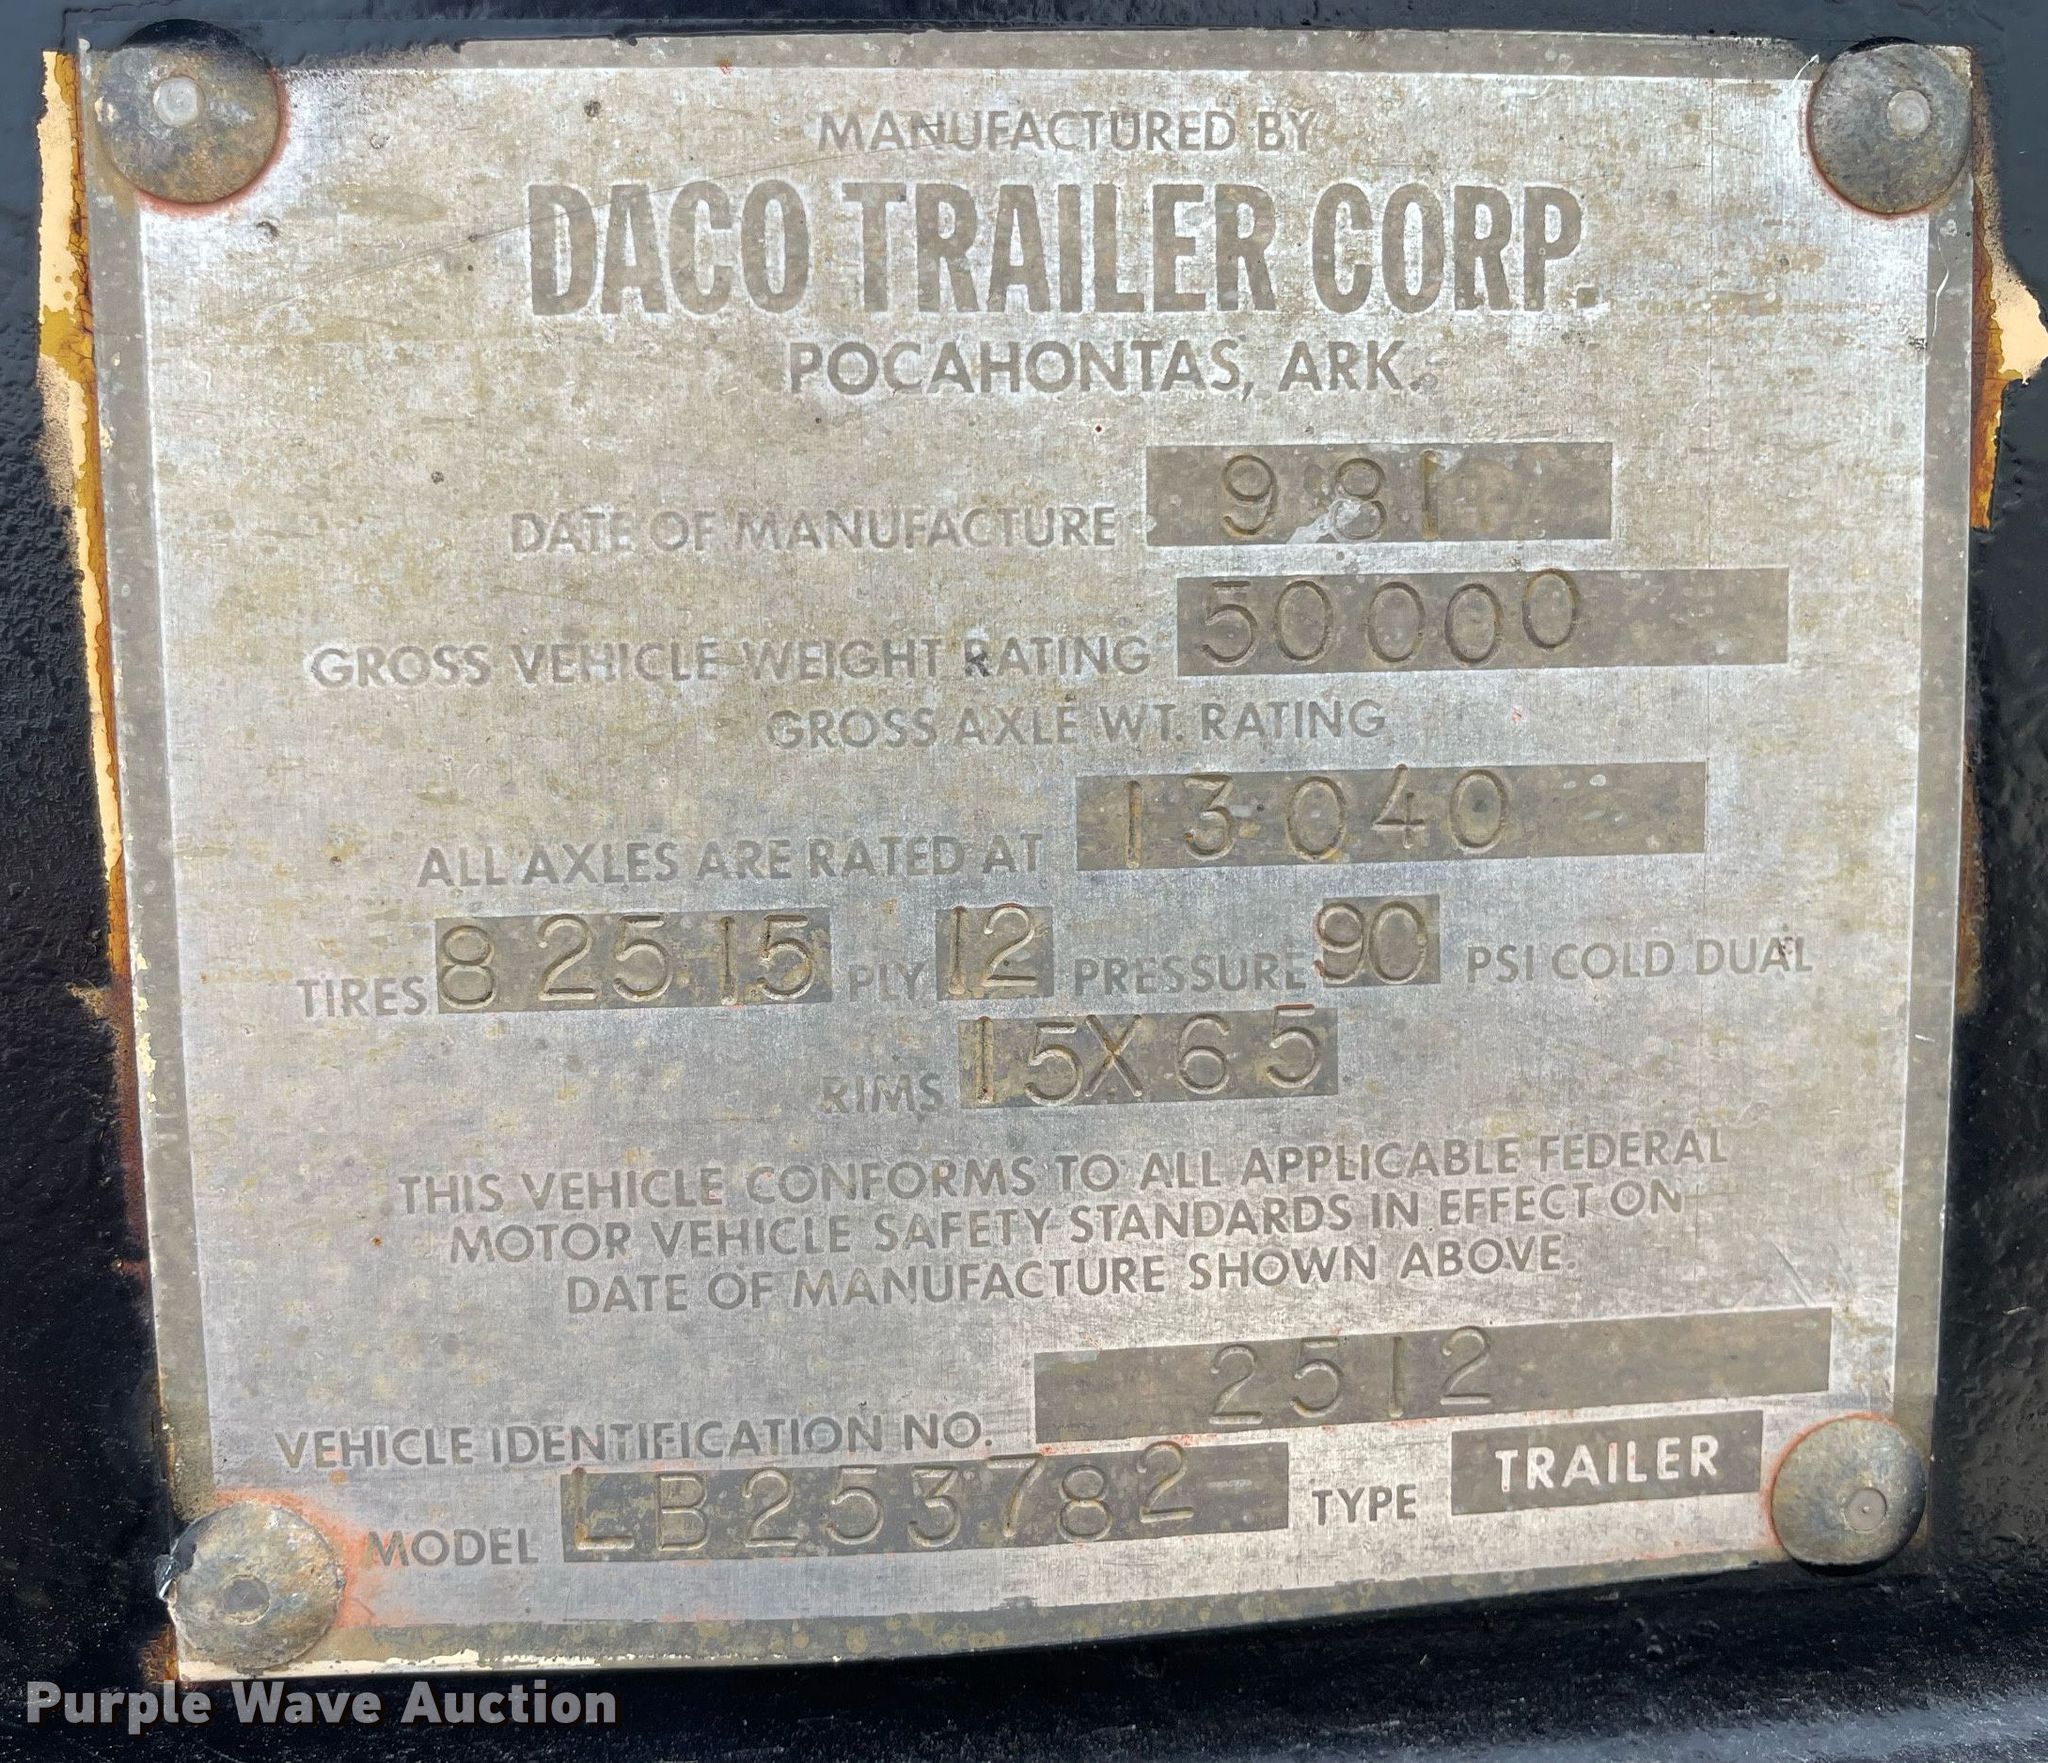 MANUFACTURED BY
DACO TRAILER CORP.
POCAHONTAS, ARK.
DATE OF MANUFACTURE 9 81
GROSS VEHICLE WEIGHT RATING 50000
GROSS AXLE WT. RATING
ALL AXLES ARE RATED AT 13040
TIRES 8 25 15 PLY 12 PRESSURE 90 PSI COLD DUAL
RIMS 15X65
THIS VEHICLE CONFORMS TO ALL APPLICABLE FEDERAL
MOTOR VEHICLE SAFETY STANDARDS IN EFFECT ON
DATE OF MANUFACTURE SHOWN ABOVE.
VEHICLE IDENTIFICATION NO. 2512
MODEL LB253782 TYPE TRAILER
Purple Wave Auction